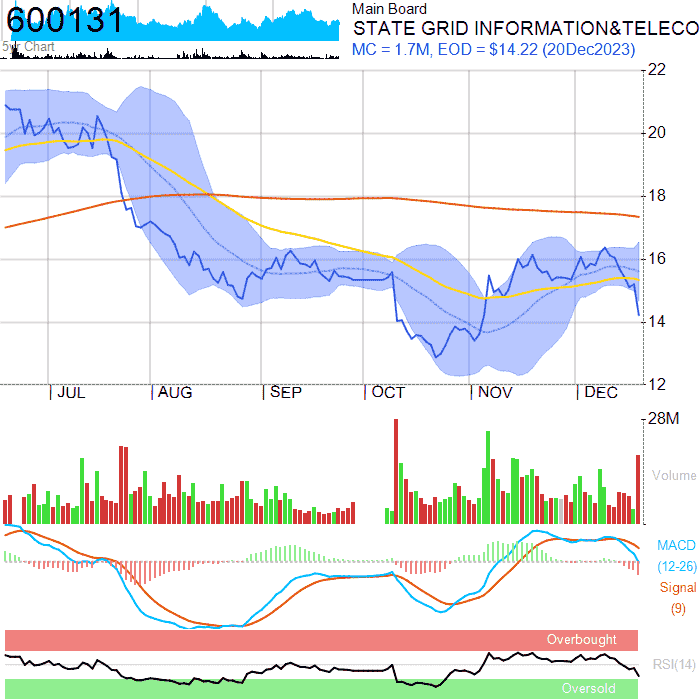 600131
5yr Chart
Main Board
STATE GRID INFORMATION&TELECO
MC = 1.7M, EOD = $14.22 (20Dec2023)
22
20
18
16
14
12
JUL AUG SEP OCT NOV DEC
28M
Volume
MACD
(12-26)
Signal
(9)
Overbought
RSI(14)
Oversold